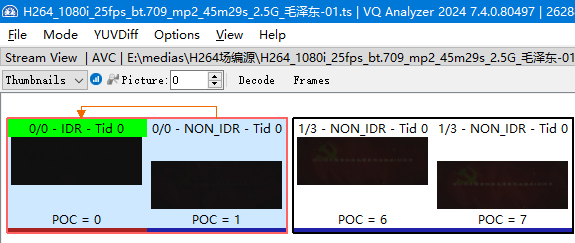 H264_1080i_25fps_bt.709_mp2_45m29s_2.5G_毛泽东-01.ts | VQ Analyzer 2024 7.4.0.80497 | 2628
File Mode YUVDiff Options View Help
Stream View | AVC | E:\medias\H264场编源\H264_1080i_25fps_bt.709_mp2_45m29s_2.5G_毛泽东-01
Thumbnails Picture: 0 Decode Frames
0/0 - IDR - Tid 0 0/0 - NON_IDR - Tid 0 1/3 - NON_IDR - Tid 0 1/3 - NON_IDR - Tid 0
POC = 0 POC = 1 POC = 6 POC = 7